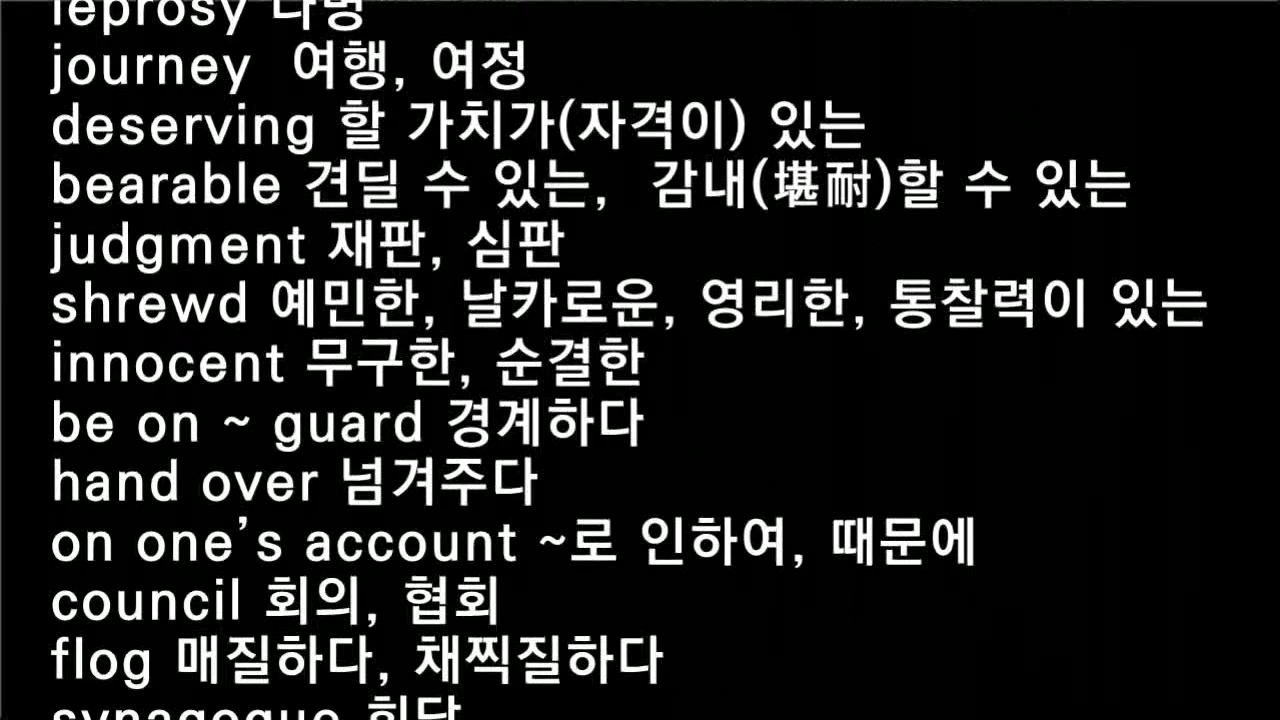 leprosy 나병
journey 여행, 여정
deserving 할 가치가(자격이) 있는
bearable 견딜 수 있는, 감내(堪耐)할 수 있는
judgment 재판, 심판
shrewd 예민한, 날카로운, 영리한, 통찰력이 있는
innocent 무구한, 순결한
be on ~ guard 경계하다
hand over 넘겨주다
on one's account ~로 인하여, 때문에
council 회의, 협회
flog 매질하다, 채찍질하다
synagogue